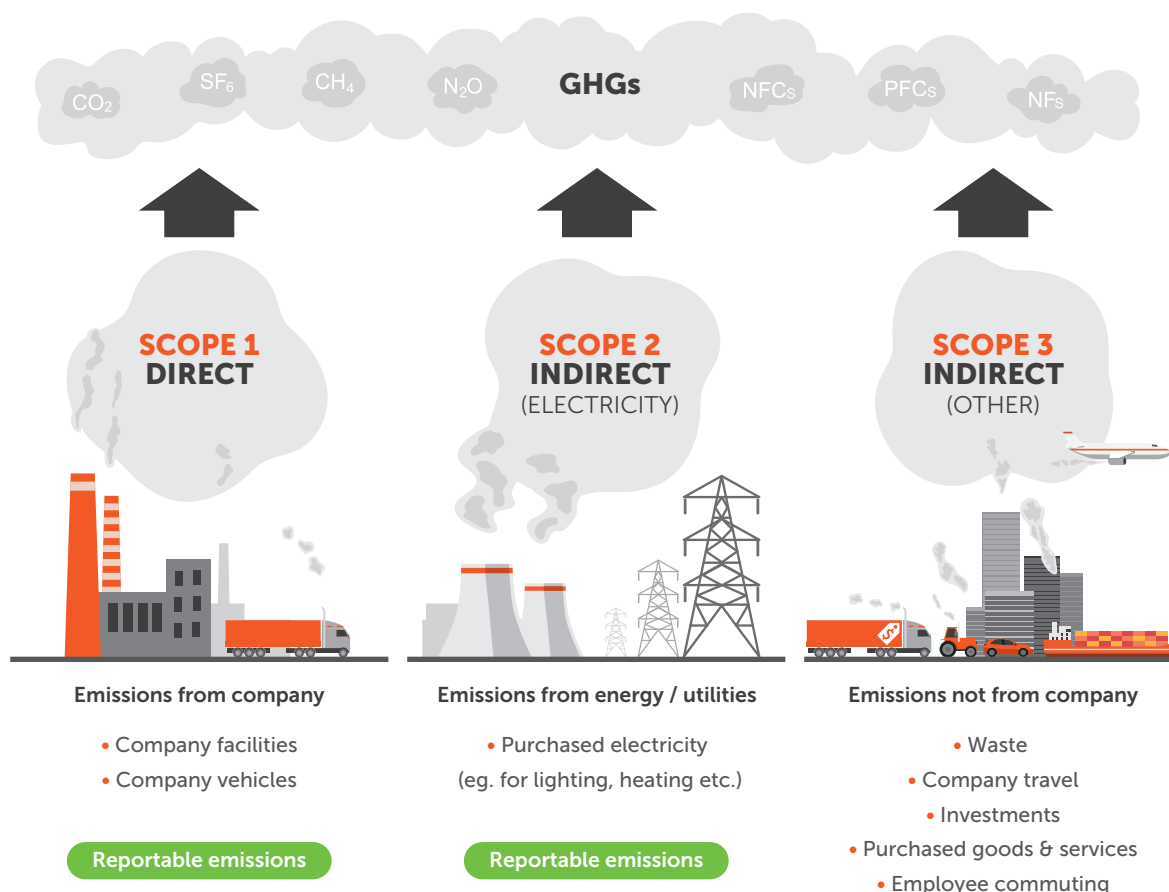 CO₂
SF₆
CH₄
N₂O
GHGs
NFCs
PFCs
NFs
SCOPE 1
DIRECT
SCOPE 2
INDIRECT
(ELECTRICITY)
SCOPE 3
INDIRECT
(OTHER)
$
Emissions from company
• Company facilities
• Company vehicles
Reportable emissions
Emissions from energy / utilities
• Purchased electricity
(eg. for lighting, heating etc.)
Reportable emissions
Emissions not from company
• Waste
• Company travel
• Investments
• Purchased goods & services
• Employee commuting